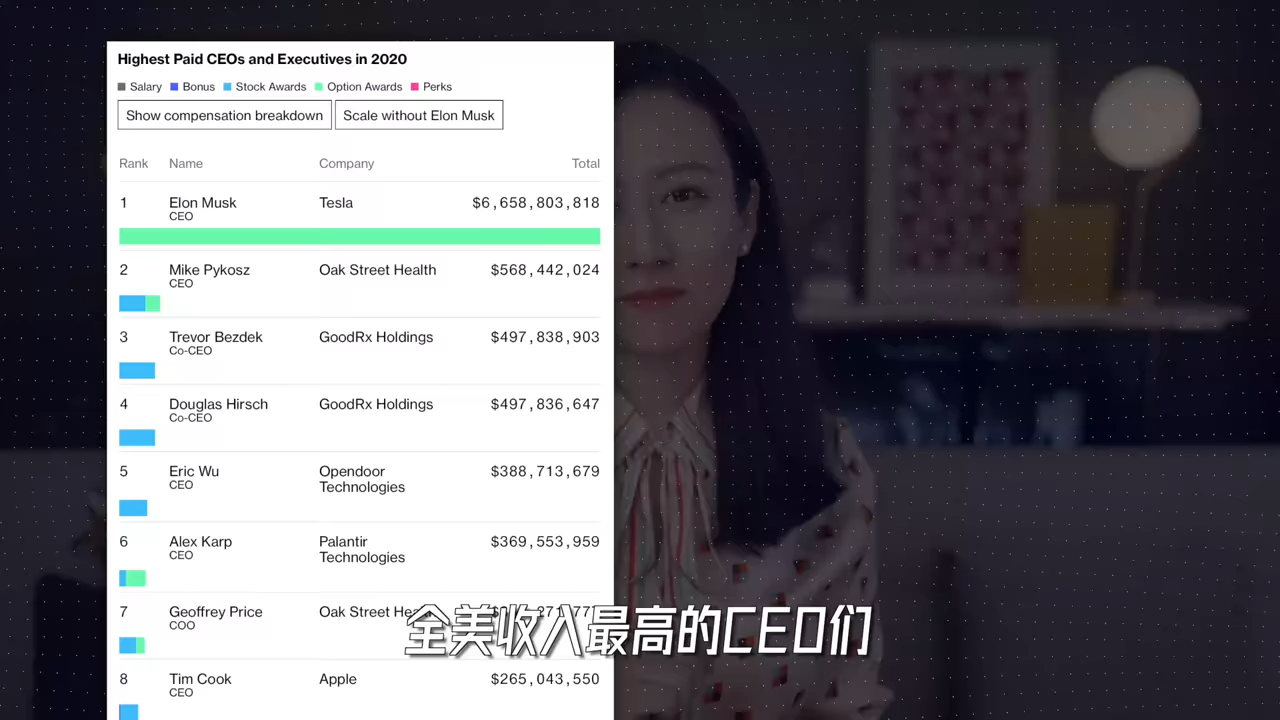 Highest Paid CEOs and Executives in 2020
Salary Bonus Stock Awards Option Awards Perks
Show compensation breakdown Scale without Elon Musk
Rank Name Company Total
1 Elon Musk Tesla $6,658,803,818
CEO
2 Mike Pykosz Oak Street Health $568,442,024
CEO
3 Trevor Bezdek GoodRx Holdings $497,838,903
Co-CEO
4 Douglas Hirsch GoodRx Holdings $497,836,647
Co-CEO
5 Eric Wu Opendoor $388,713,679
CEO Technologies
6 Alex Karp Palantir $369,553,959
CEO Technologies
7 Geoffrey Price Oak Street
COO
全美收入最高的CEO们
8 Tim Cook Apple $265,043,550
CEO